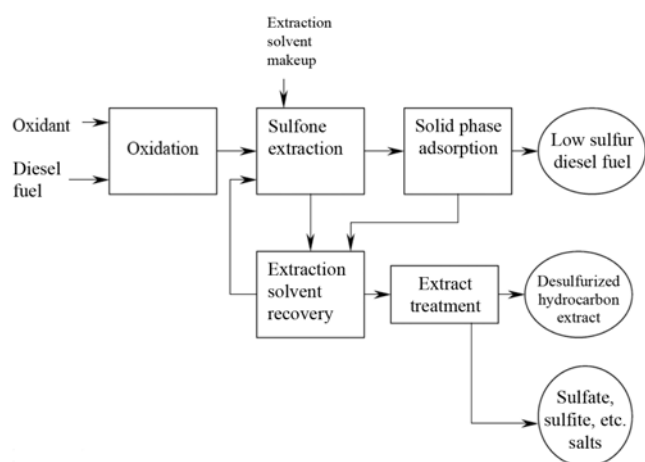 Extraction
solvent
makeup
Oxidant
Diesel
fuel
Oxidation
Sulfone
extraction
Solid phase
adsorption
Low sulfur
diesel fuel
Extraction
solvent
recovery
Extract
treatment
Desulfurized
hydrocarbon
extract
Sulfate,
sulfite, etc.
salts